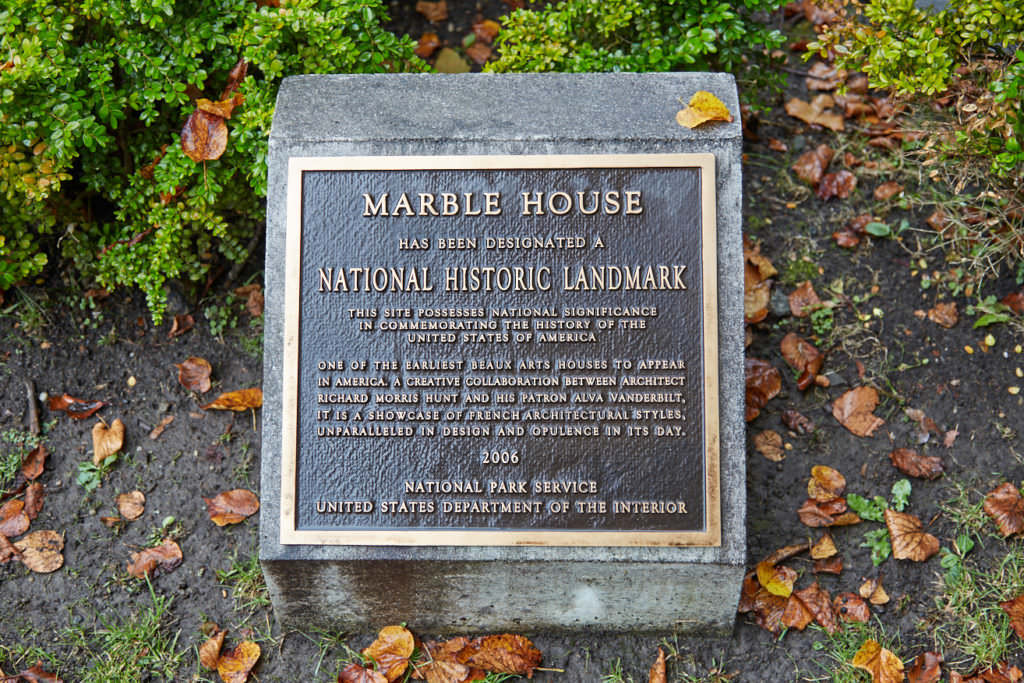 MARBLE HOUSE
HAS BEEN DESIGNATED A
NATIONAL HISTORIC LANDMARK
THIS SITE POSSESSES NATIONAL SIGNIFICANCE
IN COMMEMORATING THE HISTORY OF THE
UNITED STATES OF AMERICA
ONE OF THE EARLIEST BEAUX ARTS HOUSES TO APPEAR
IN AMERICA. A CREATIVE COLLABORATION BETWEEN ARCHITECT
RICHARD MORRIS HUNT AND HIS PATRON ALVA VANDERBILT,
IT IS A SHOWCASE OF FRENCH ARCHITECTURAL STYLES,
UNPARALLELED IN DESIGN AND OPULENCE IN ITS DAY.
2006
NATIONAL PARK SERVICE
UNITED STATES DEPARTMENT OF THE INTERIOR